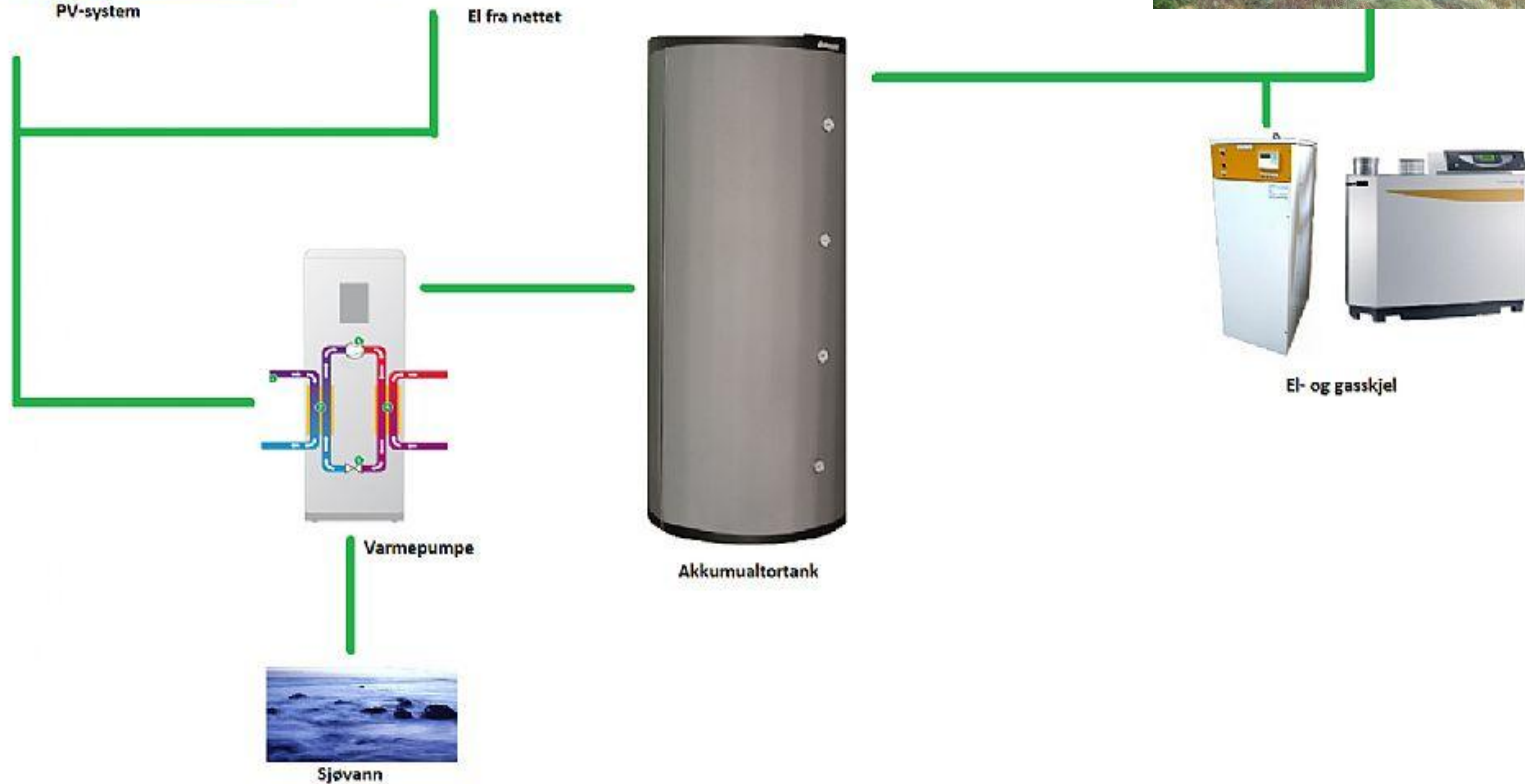 PV-system
El fra nettet
El- og gasskjel
Varmepumpe
Akkumualtortank
Sjøvann